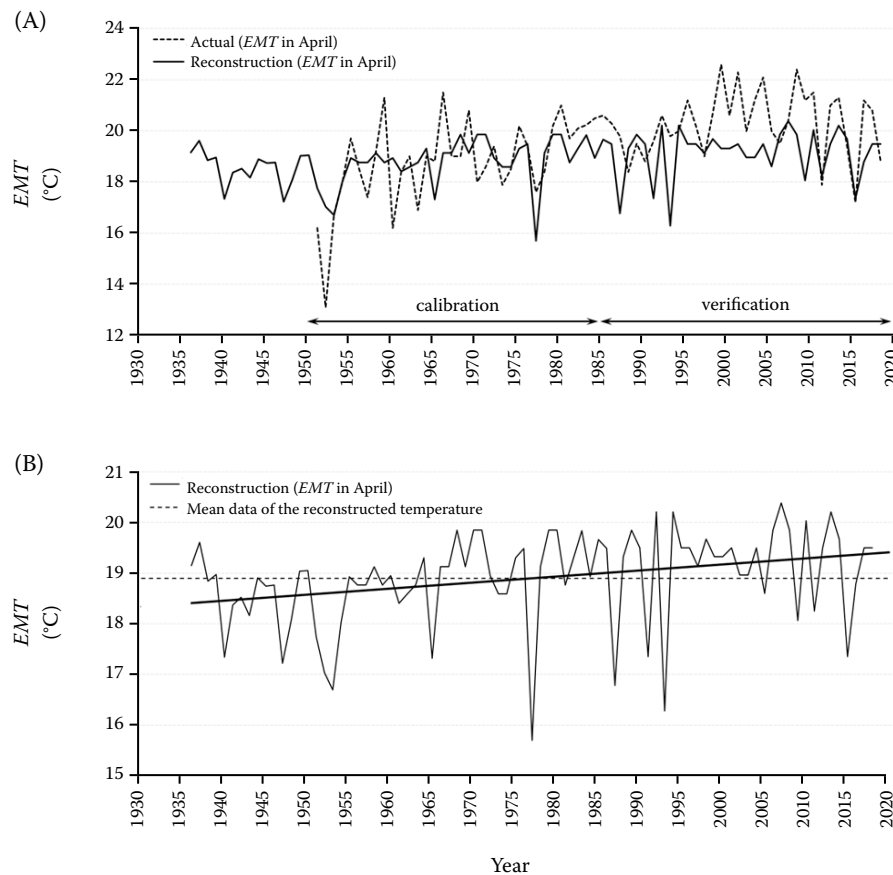 (A)
24
22
20
18
16
14
12
EMT
(°C)
Actual (EMT in April)
Reconstruction (EMT in April)
calibration
verification
1930 1935 1940 1945 1950 1955 1960 1965 1970 1975 1980 1985 1990 1995 2000 2005 2010 2015 2020
(B)
21
20
19
18
17
16
15
EMT
(°C)
Reconstruction (EMT in April)
Mean data of the reconstructed temperature
1930 1935 1940 1945 1950 1955 1960 1965 1970 1975 1980 1985 1990 1995 2000 2005 2010 2015 2020
Year